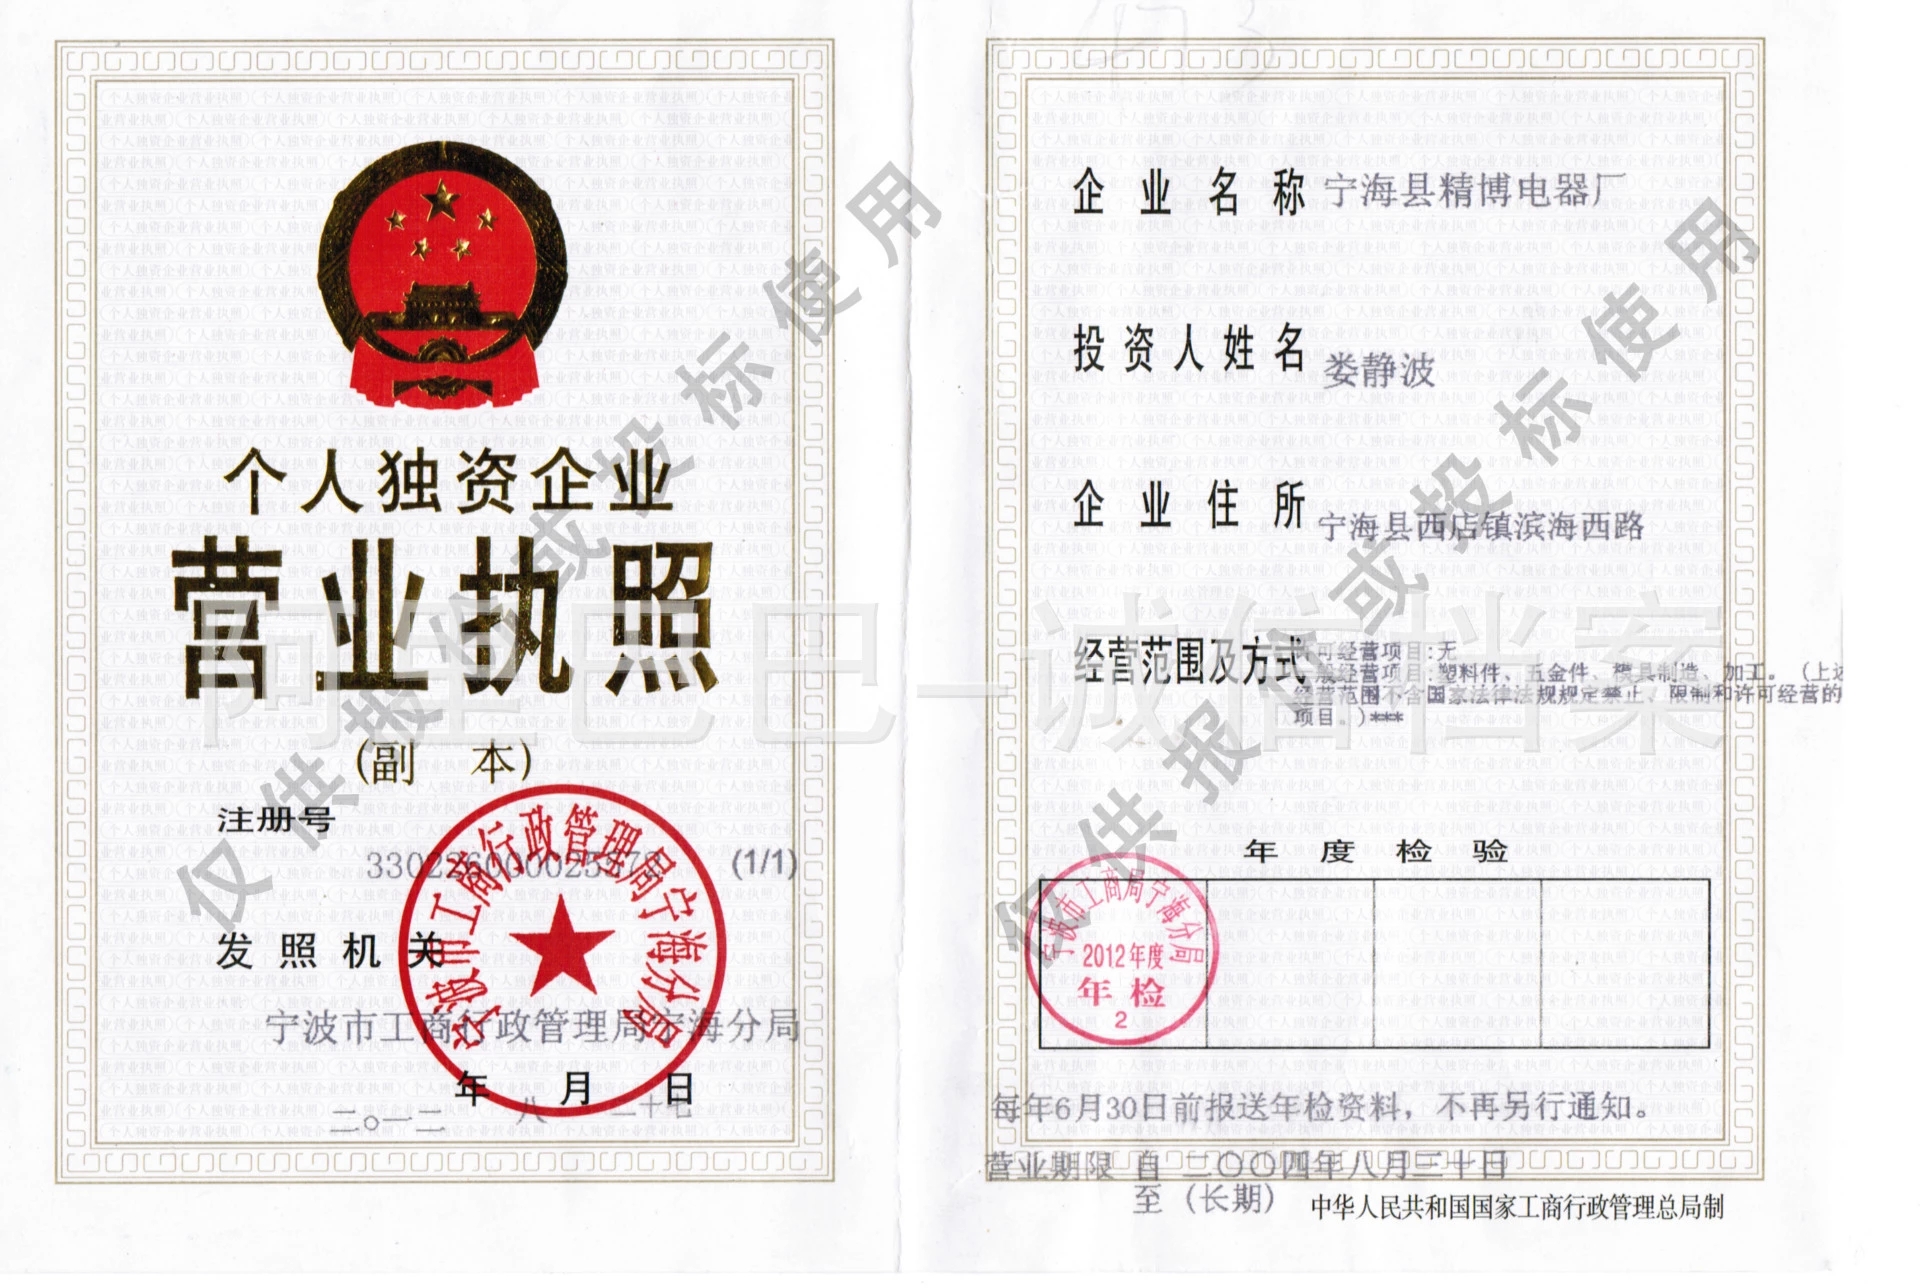 个人独资企业
营业执照
(副 本)
注册号
(1/1)
发照机关
宁波市工商行政管理局宁海分局
年 月 日
二〇一二 八
宁波市工商行政管理局宁海分局
企业名称 宁海县精博电器厂
投资人姓名 娄静波
企业住所 宁海县西店镇滨海西路
经营范围及方式
许可经营项目:无
一般经营项目:塑料件、五金件、模具制造、加工。(上述
经营范围不含国家法律法规规定禁止、限制和许可经营的
项目。)***
年度检验
宁波市工商局宁海分局
2012年度
年检
2
每年6月30日前报送年检资料，不再另行通知。
营业期限 自 二〇〇四年八月三十日
至 (长期)
中华人民共和国国家工商行政管理总局制
仅供报价或投标使用
仅供报价或投标使用
阿里巴巴-诚信档案